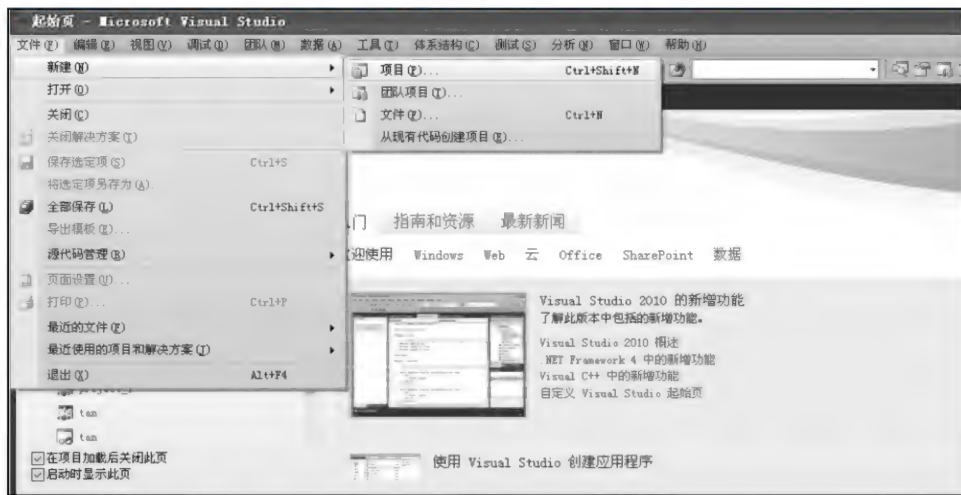 起始页 - Microsoft Visual Studio
文件(F) 编辑(E) 视图(V) 调试(D) 团队(M) 数据(A) 工具(T) 体系结构(C) 测试(S) 分析(N) 窗口(W) 帮助(H)
新建(N)
打开(O)
关闭(C)
关闭解决方案(T)
保存选定项(S) Ctrl+S
将选定项另存为(A)
全部保存(L) Ctrl+Shift+S
导出模板(E)...
源代码管理(R)
页面设置(U)...
打印(P)... Ctrl+P
最近的文件(F)
最近使用的项目和解决方案(J)
退出(X) Alt+F4
项目(P)... Ctrl+Shift+N
团队项目(T)...
文件(F)... Ctrl+N
从现有代码创建项目(E)...
门 指南和资源 最新新闻
迎使用 Windows Web 云 Office SharePoint 数据
Visual Studio 2010 的新增功能
了解此版本中包括的新增功能。
Visual Studio 2010 概述
.NET Framework 4 中的新增功能
Visual C++ 中的新增功能
自定义 Visual Studio 起始页
tan
tan
在项目加载后关闭此页
启动时显示此页
使用 Visual Studio 创建应用程序